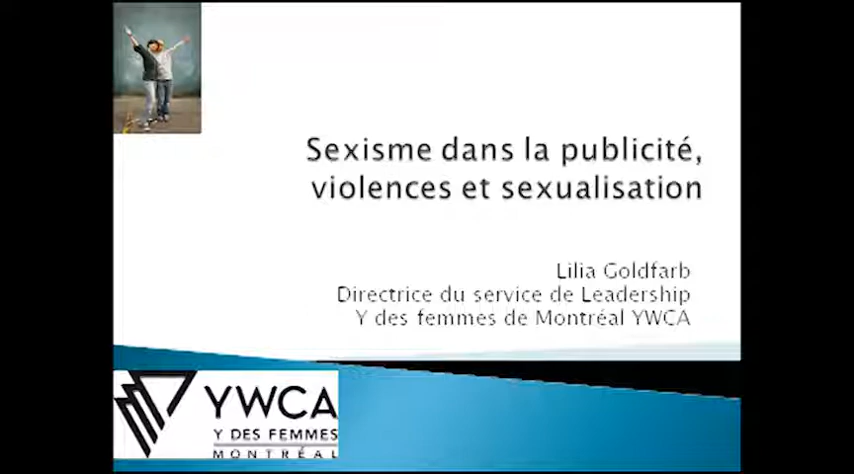 Sexisme dans la publicité,
violences et sexualisation
Lilia Goldfarb
Directrice du service de Leadership
Y des femmes de Montréal YWCA
YWCA
Y DES FEMMES
MONTRÉAL